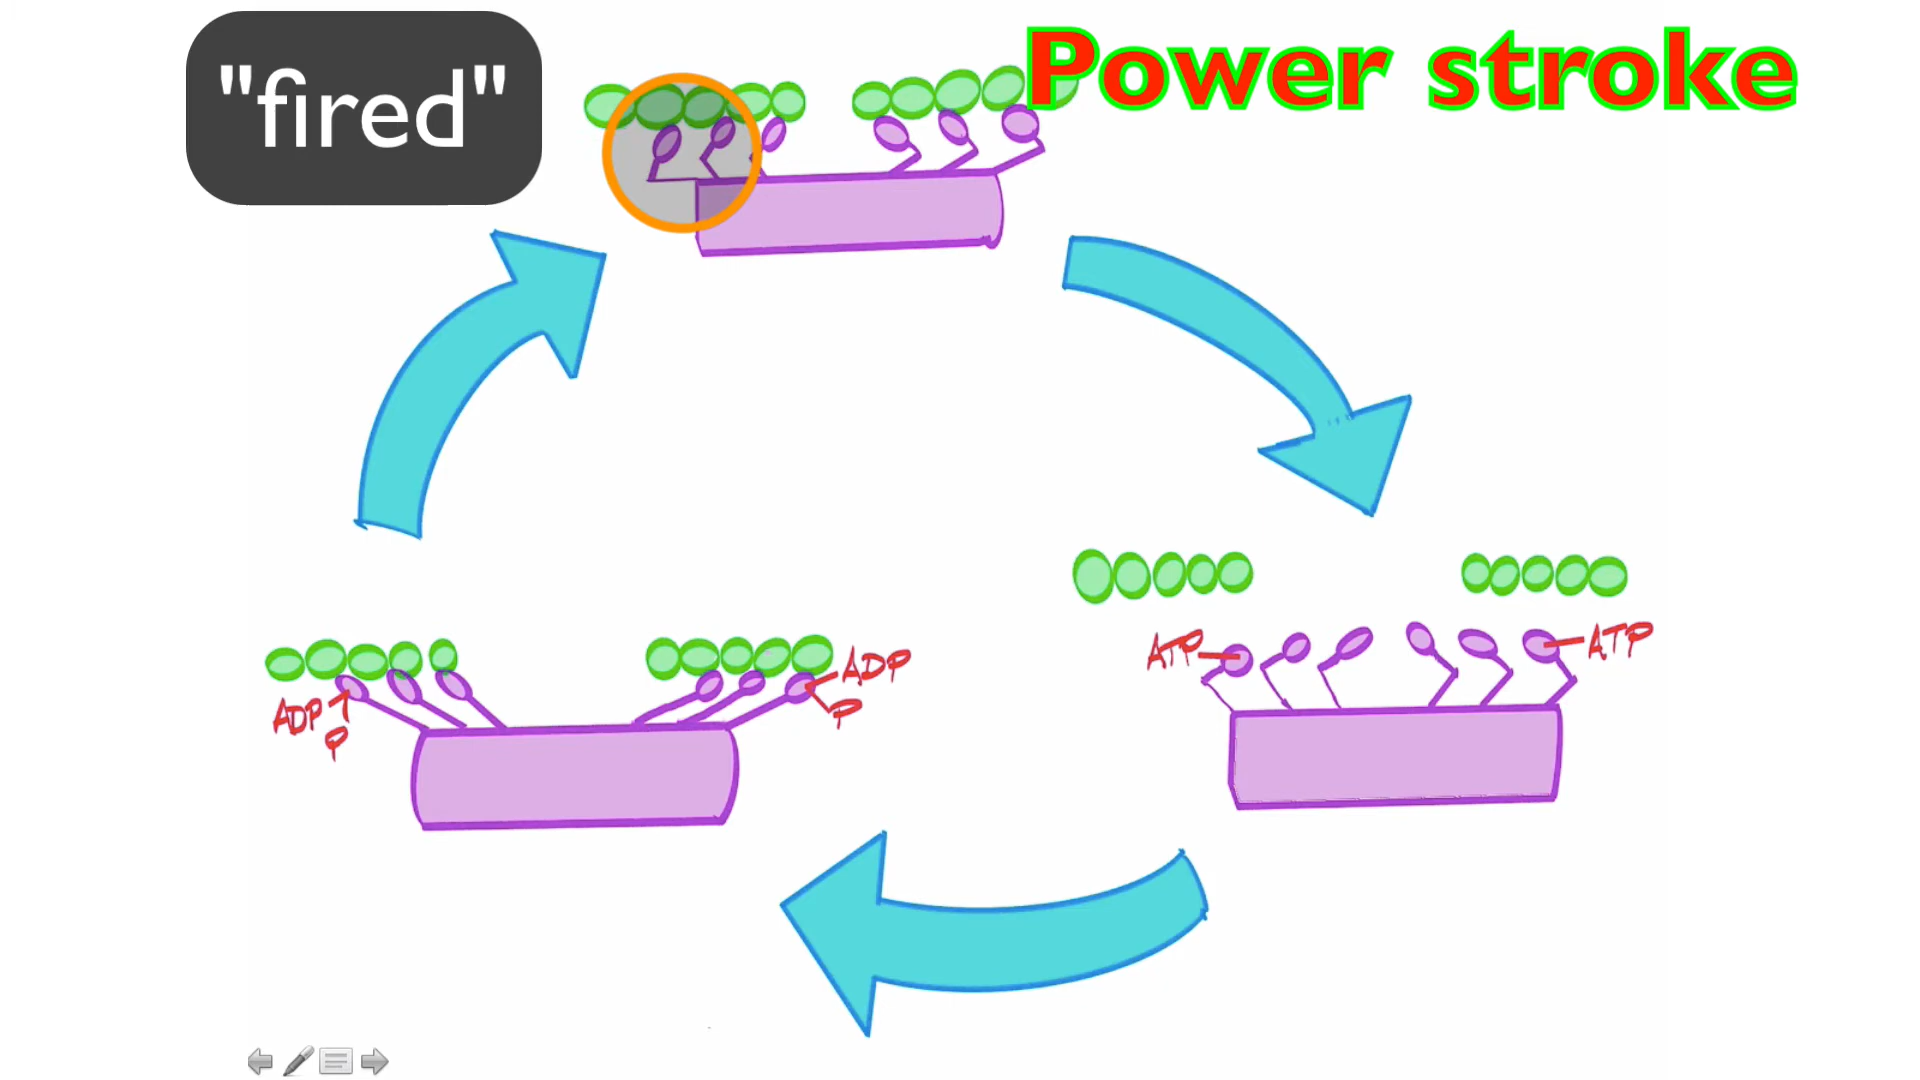 "fired"
Power stroke
ATP
ATP
ADP
P
ADP
P